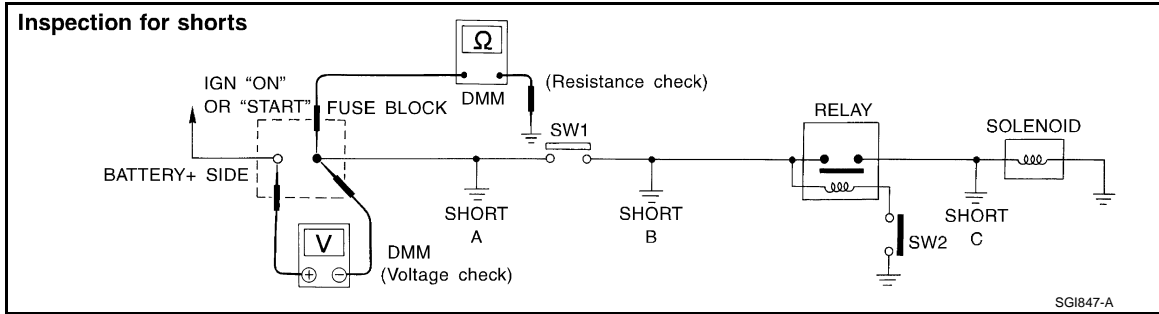 Inspection for shorts
Ω
IGN "ON"
OR "START"
FUSE BLOCK
DMM
(Resistance check)
SW1
RELAY
SOLENOID
BATTERY+ SIDE
SHORT
A
SHORT
B
SHORT
C
SW2
V
+ −
DMM
(Voltage check)
SGI847-A